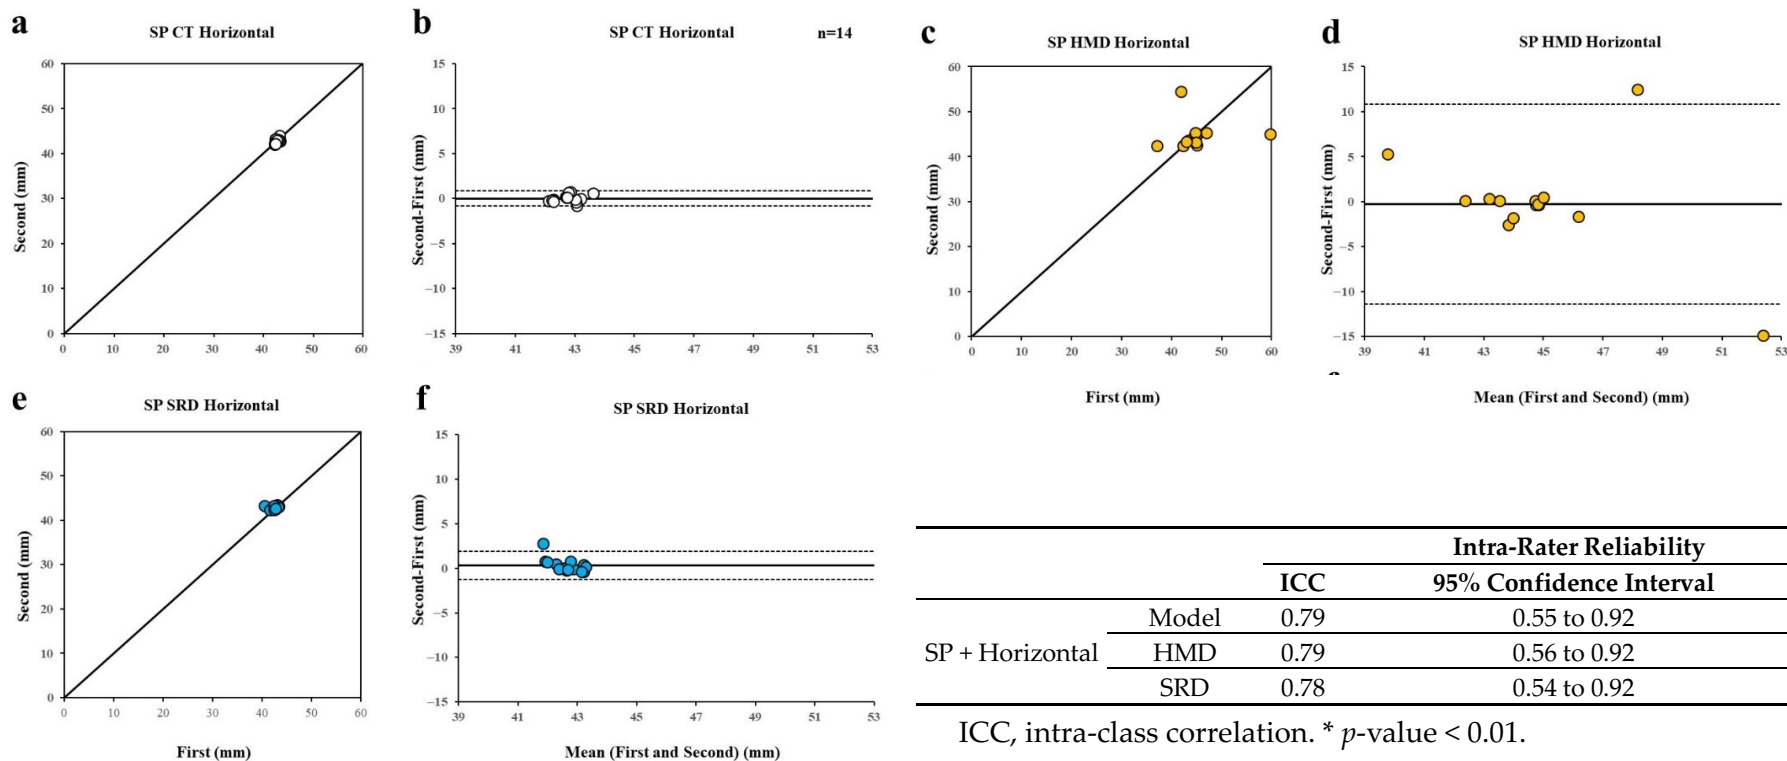 a
SP CT Horizontal
60
50
40
30
20
10
0
Second (mm)
0 10 20 30 40 50 60
b
SP CT Horizontal n=14
15
10
5
0
−5
−10
−15
Second-First (mm)
39 41 43 45 47 49 51 53
c
SP HMD Horizontal
60
50
40
30
20
10
0
Second (mm)
0 10 20 30 40 50 60
First (mm)
d
SP HMD Horizontal
15
10
5
0
−5
−10
−15
Second-First (mm)
39 41 43 45 47 49 51 53
Mean (First and Second) (mm)
e
SP SRD Horizontal
60
50
40
30
20
10
0
Second (mm)
0 10 20 30 40 50 60
First (mm)
f
SP SRD Horizontal
15
10
5
0
−5
−10
−15
Second-First (mm)
39 41 43 45 47 49 51 53
Mean (First and Second) (mm)
Intra-Rater Reliability
ICC 95% Confidence Interval
Model 0.79 0.55 to 0.92
SP + Horizontal HMD 0.79 0.56 to 0.92
SRD 0.78 0.54 to 0.92
ICC, intra-class correlation. * p-value < 0.01.